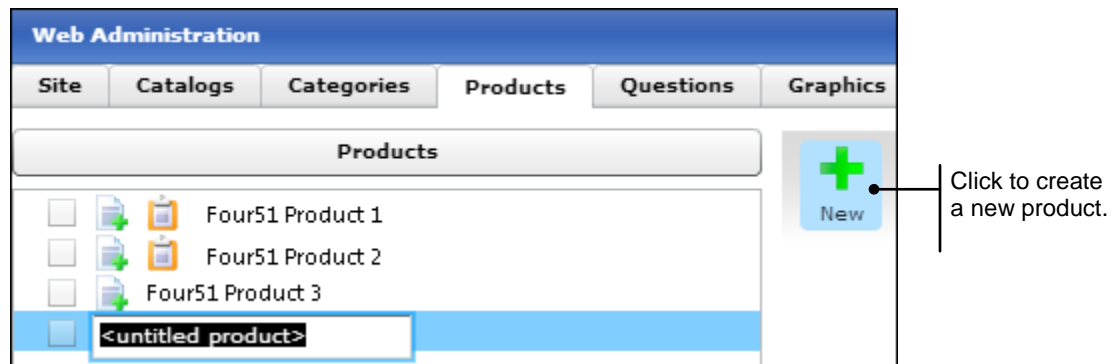 Web Administration
Site Catalogs Categories Products Questions Graphics
Products
Four51 Product 1
Four51 Product 2
Four51 Product 3
<untitled product>
New
Click to create
a new product.